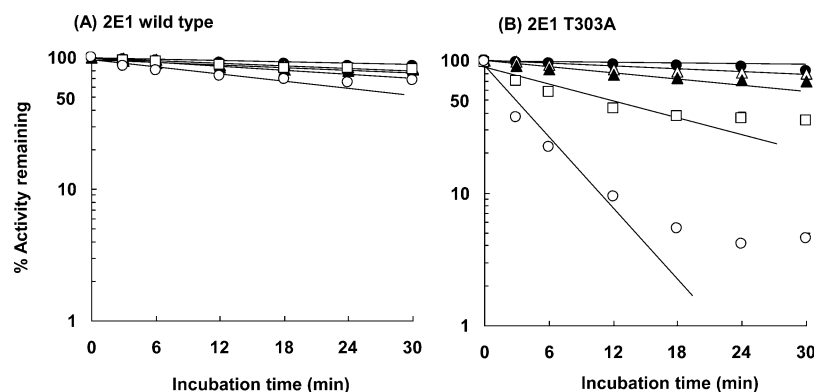 (A) 2E1 wild type
(B) 2E1 T303A
% Activity remaining
100
50
10
1
0 6 12 18 24 30
Incubation time (min)
100
50
10
1
0 6 12 18 24 30
Incubation time (min)